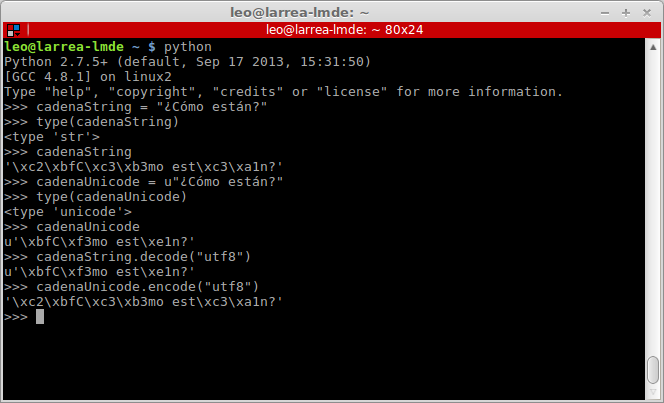 leo@larrea-lmde: ~
leo@larrea-lmde: ~ 80x24
leo@larrea-lmde ~ $ python
Python 2.7.5+ (default, Sep 17 2013, 15:31:50)
[GCC 4.8.1] on linux2
Type "help", "copyright", "credits" or "license" for more information.
>>> cadenaString = "¿Cómo están?"
>>> type(cadenaString)
<type 'str'>
>>> cadenaString
'\xc2\xbfC\xc3\xb3mo est\xc3\xa1n?'
>>> cadenaUnicode = u"¿Cómo están?"
>>> type(cadenaUnicode)
<type 'unicode'>
>>> cadenaUnicode
u'\xbfC\xf3mo est\xe1n?'
>>> cadenaString.decode("utf8")
u'\xbfC\xf3mo est\xe1n?'
>>> cadenaUnicode.encode("utf8")
'\xc2\xbfC\xc3\xb3mo est\xc3\xa1n?'
>>>